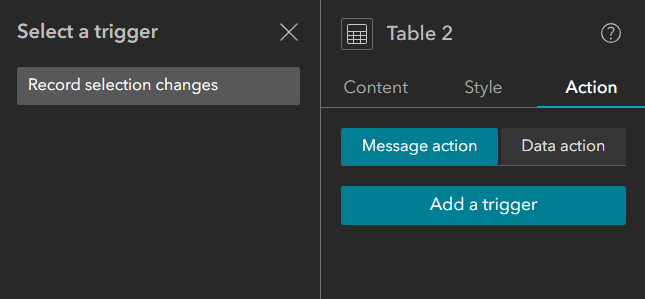 Select a trigger
Record selection changes
Table 2
Content Style Action
Message action Data action
Add a trigger